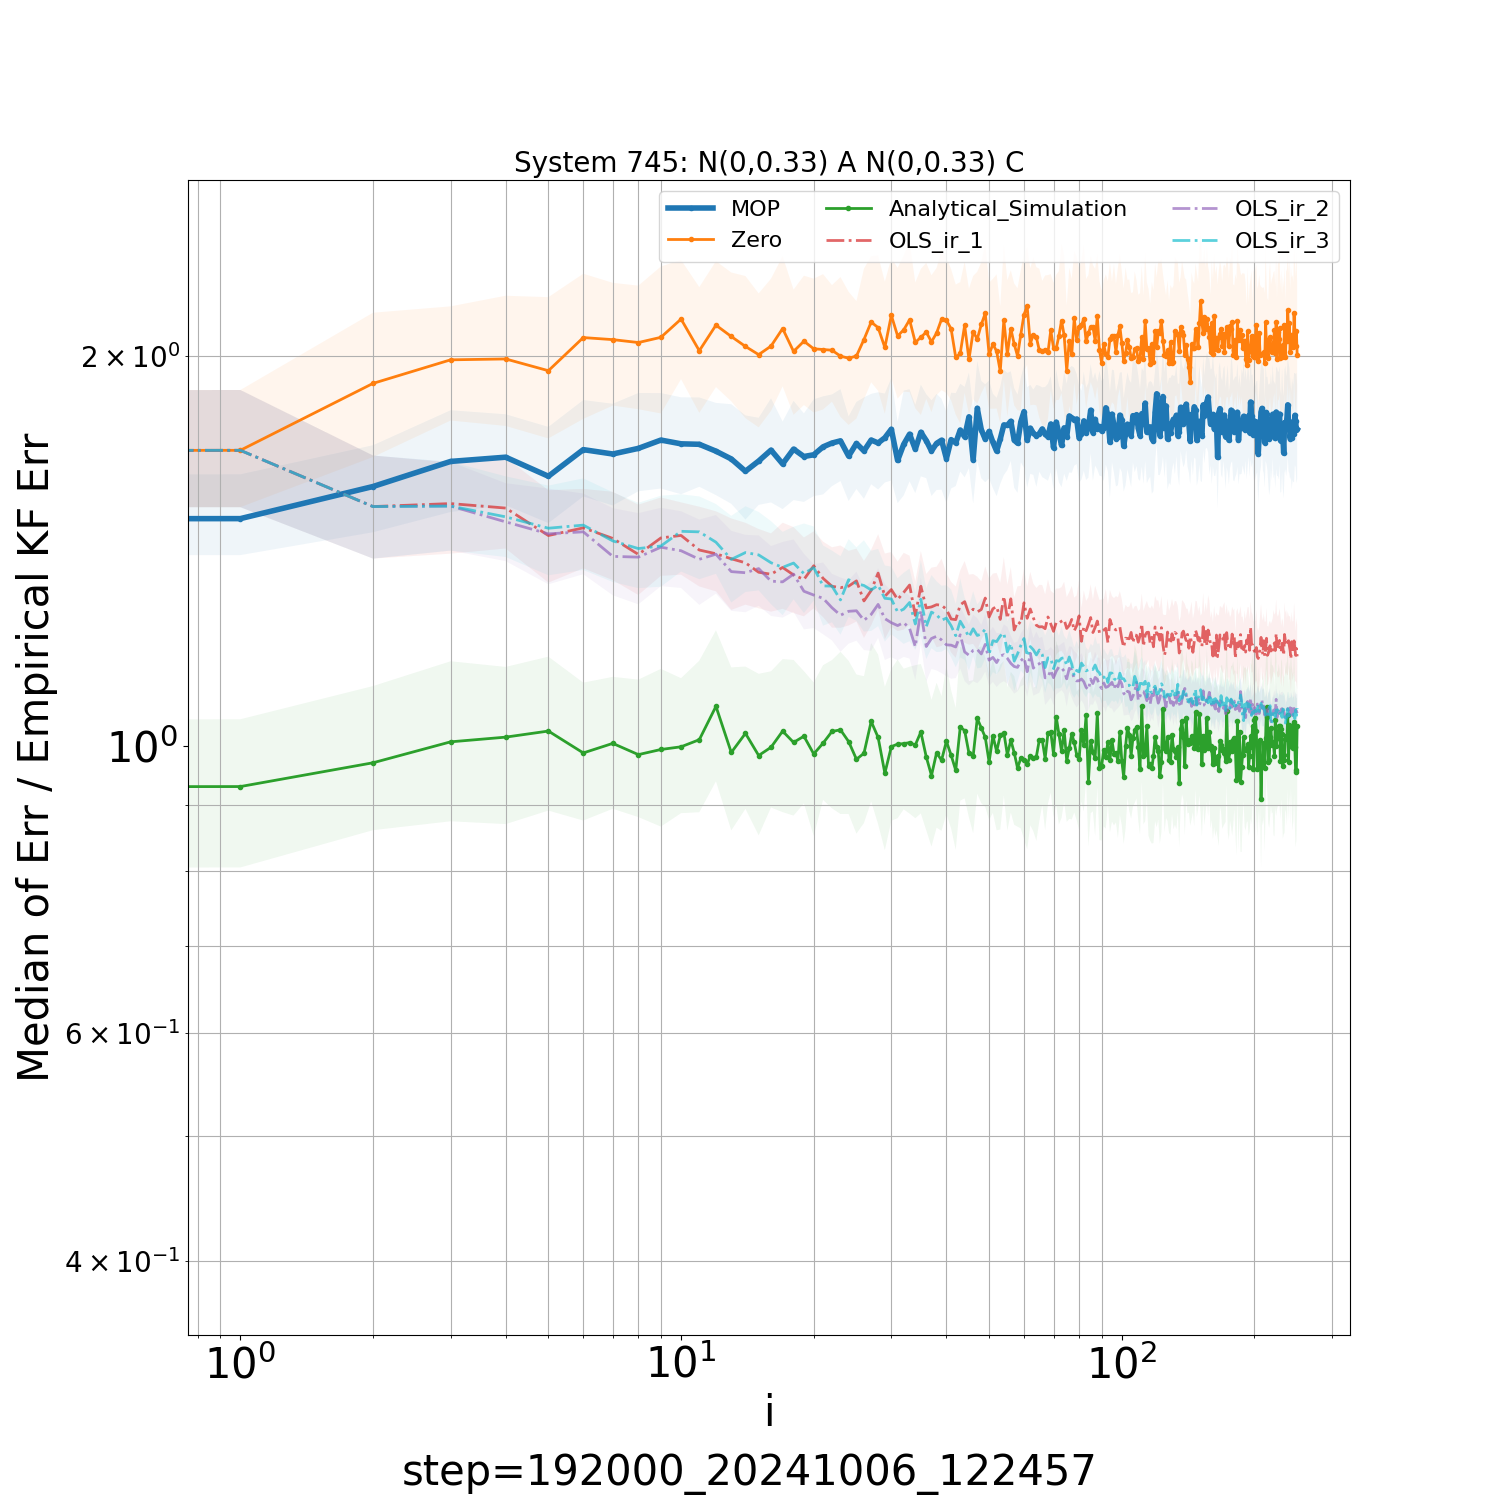 System 745: N(0,0.33) A N(0,0.33) C
MOP
Zero
Analytical_Simulation
OLS_ir_1
OLS_ir_2
OLS_ir_3
Median of Err / Empirical KF Err
2 × 10⁰
10⁰
6 × 10⁻¹
4 × 10⁻¹
10⁰ 10¹ 10²
i
step=192000_20241006_122457